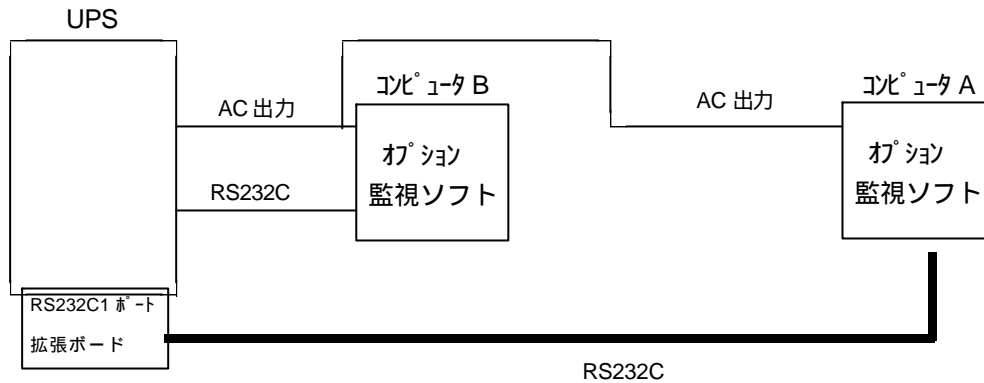 UPS
コンピュータ B
コンピュータ A
AC 出力
AC 出力
オプション
監視ソフト
オプション
監視ソフト
RS232C
RS232C1 ポート
拡張ボード
RS232C